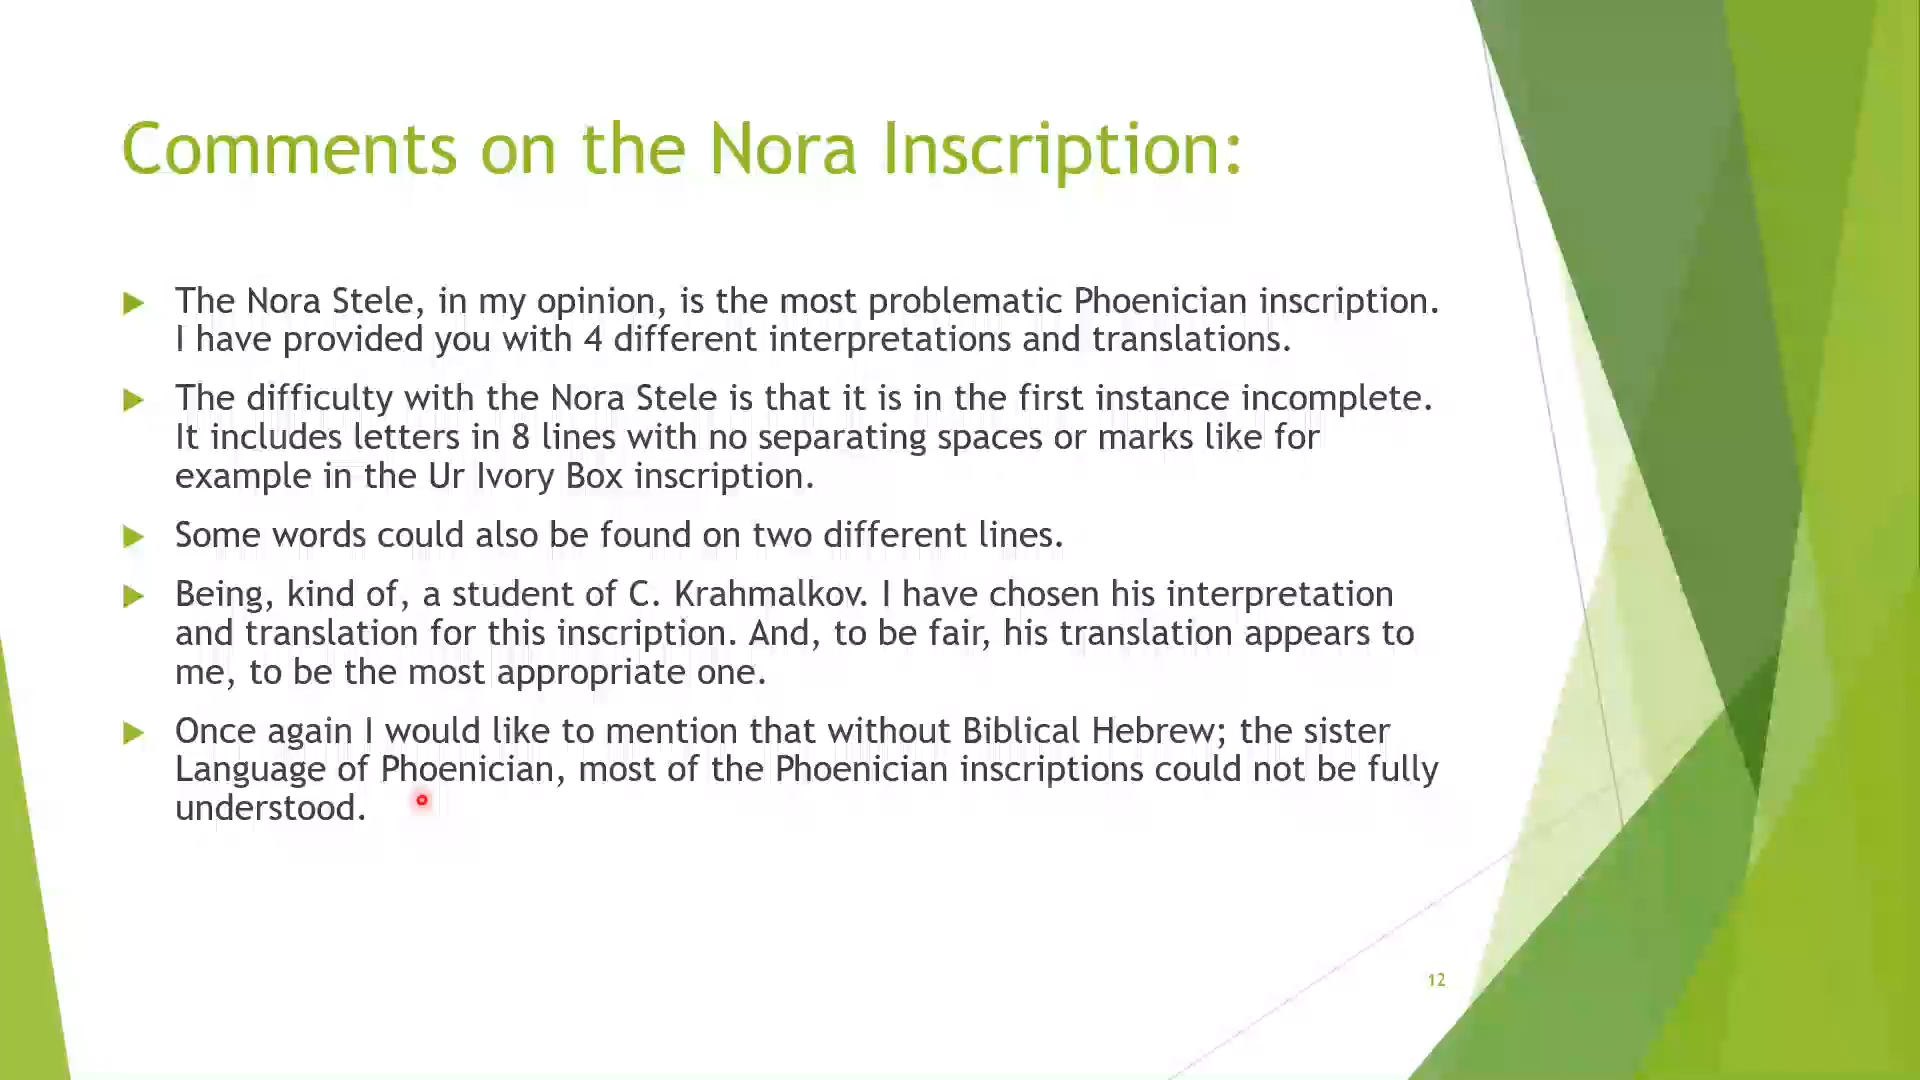 Comments on the Nora Inscription:
The Nora Stele, in my opinion, is the most problematic Phoenician inscription.
I have provided you with 4 different interpretations and translations.
The difficulty with the Nora Stele is that it is in the first instance incomplete.
It includes letters in 8 lines with no separating spaces or marks like for
example in the Ur Ivory Box inscription.
Some words could also be found on two different lines.
Being, kind of, a student of C. Krahmalkov. I have chosen his interpretation
and translation for this inscription. And, to be fair, his translation appears to
me, to be the most appropriate one.
Once again I would like to mention that without Biblical Hebrew; the sister
Language of Phoenician, most of the Phoenician inscriptions could not be fully
understood.
12